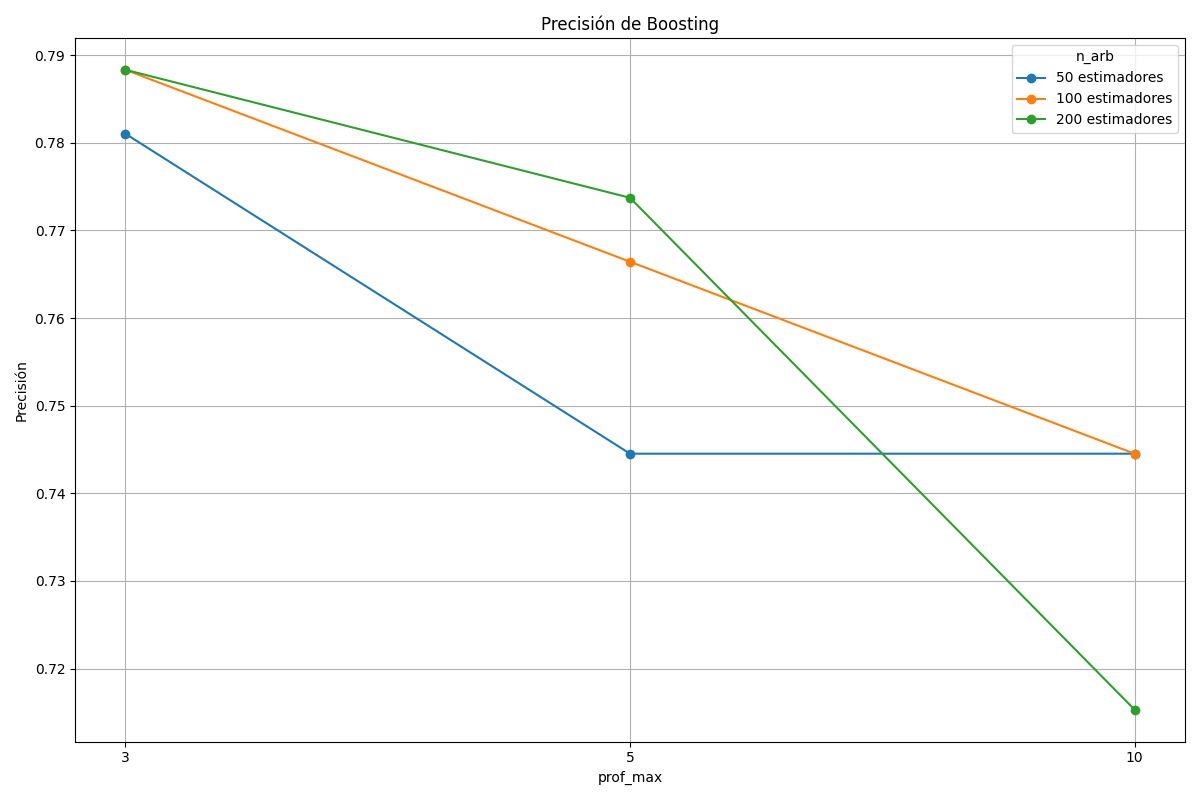 Precisión de Boosting
n_arb
50 estimadores
100 estimadores
200 estimadores
Precisión
0.79
0.78
0.77
0.76
0.75
0.74
0.73
0.72
3
5
10
prof_max